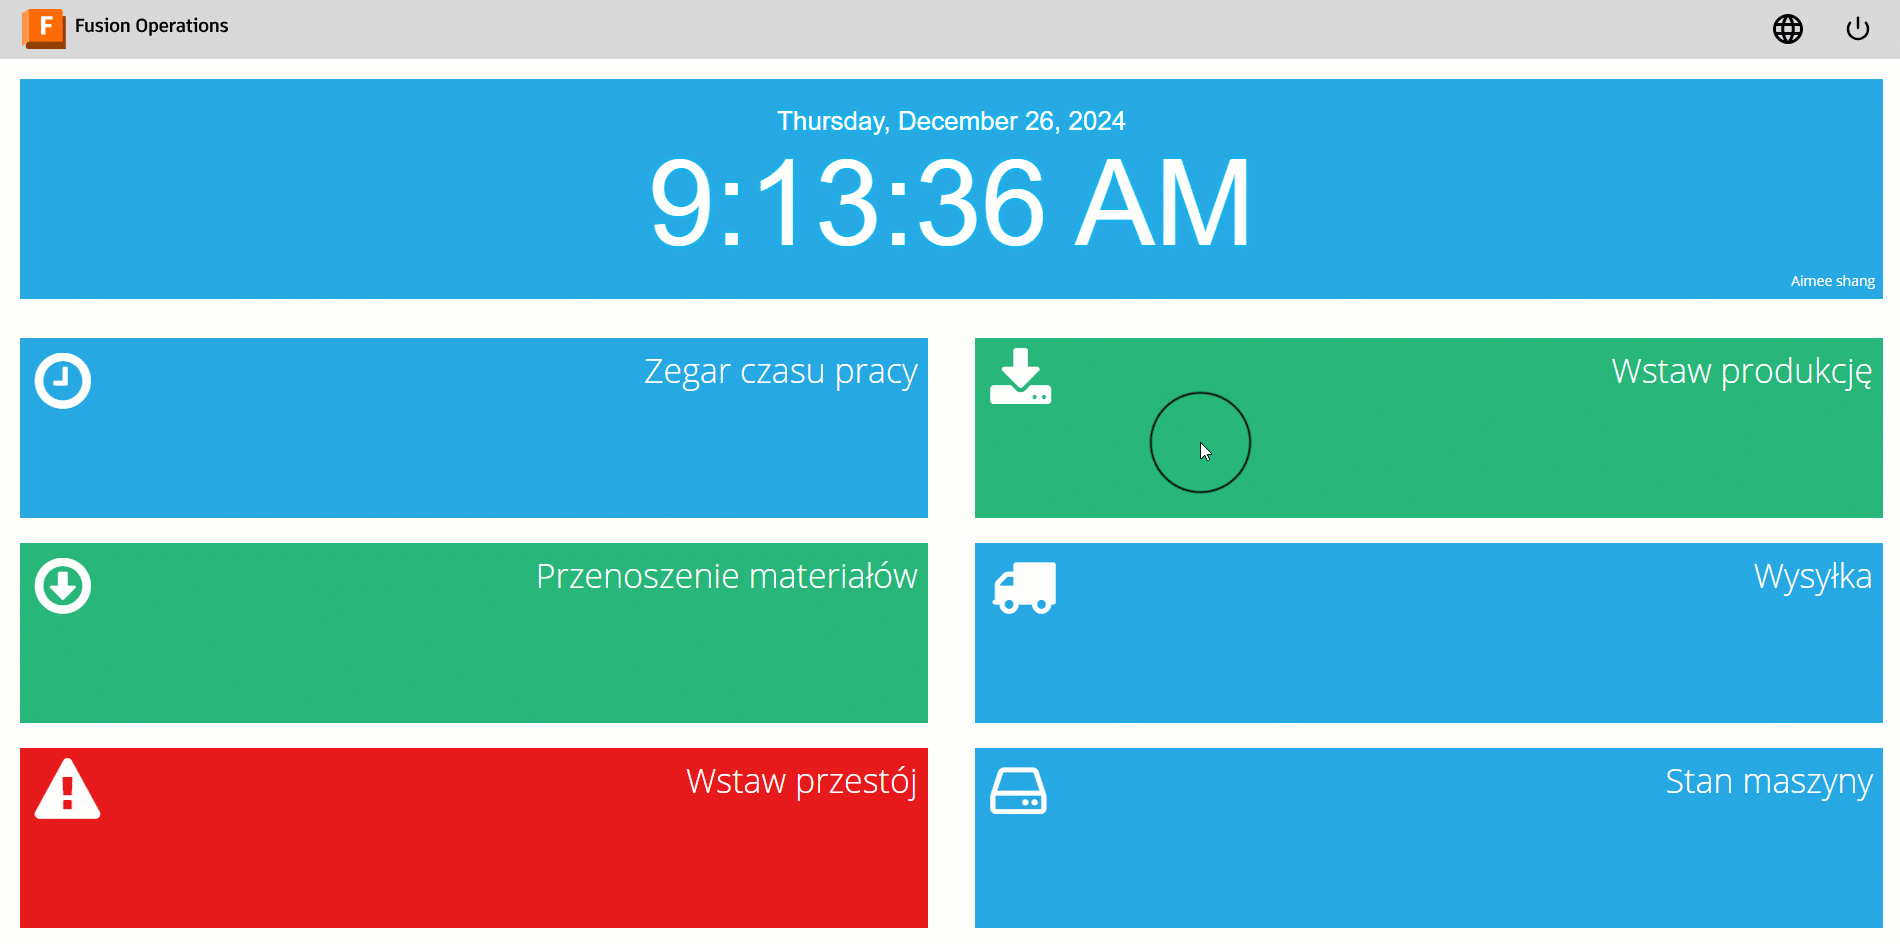 Fusion Operations
Thursday, December 26, 2024
9:13:36 AM
Aimee shang
Zegar czasu pracy
Wstaw produkcję
Przenoszenie materiałów
Wysyłka
Wstaw przestój
Stan maszyny